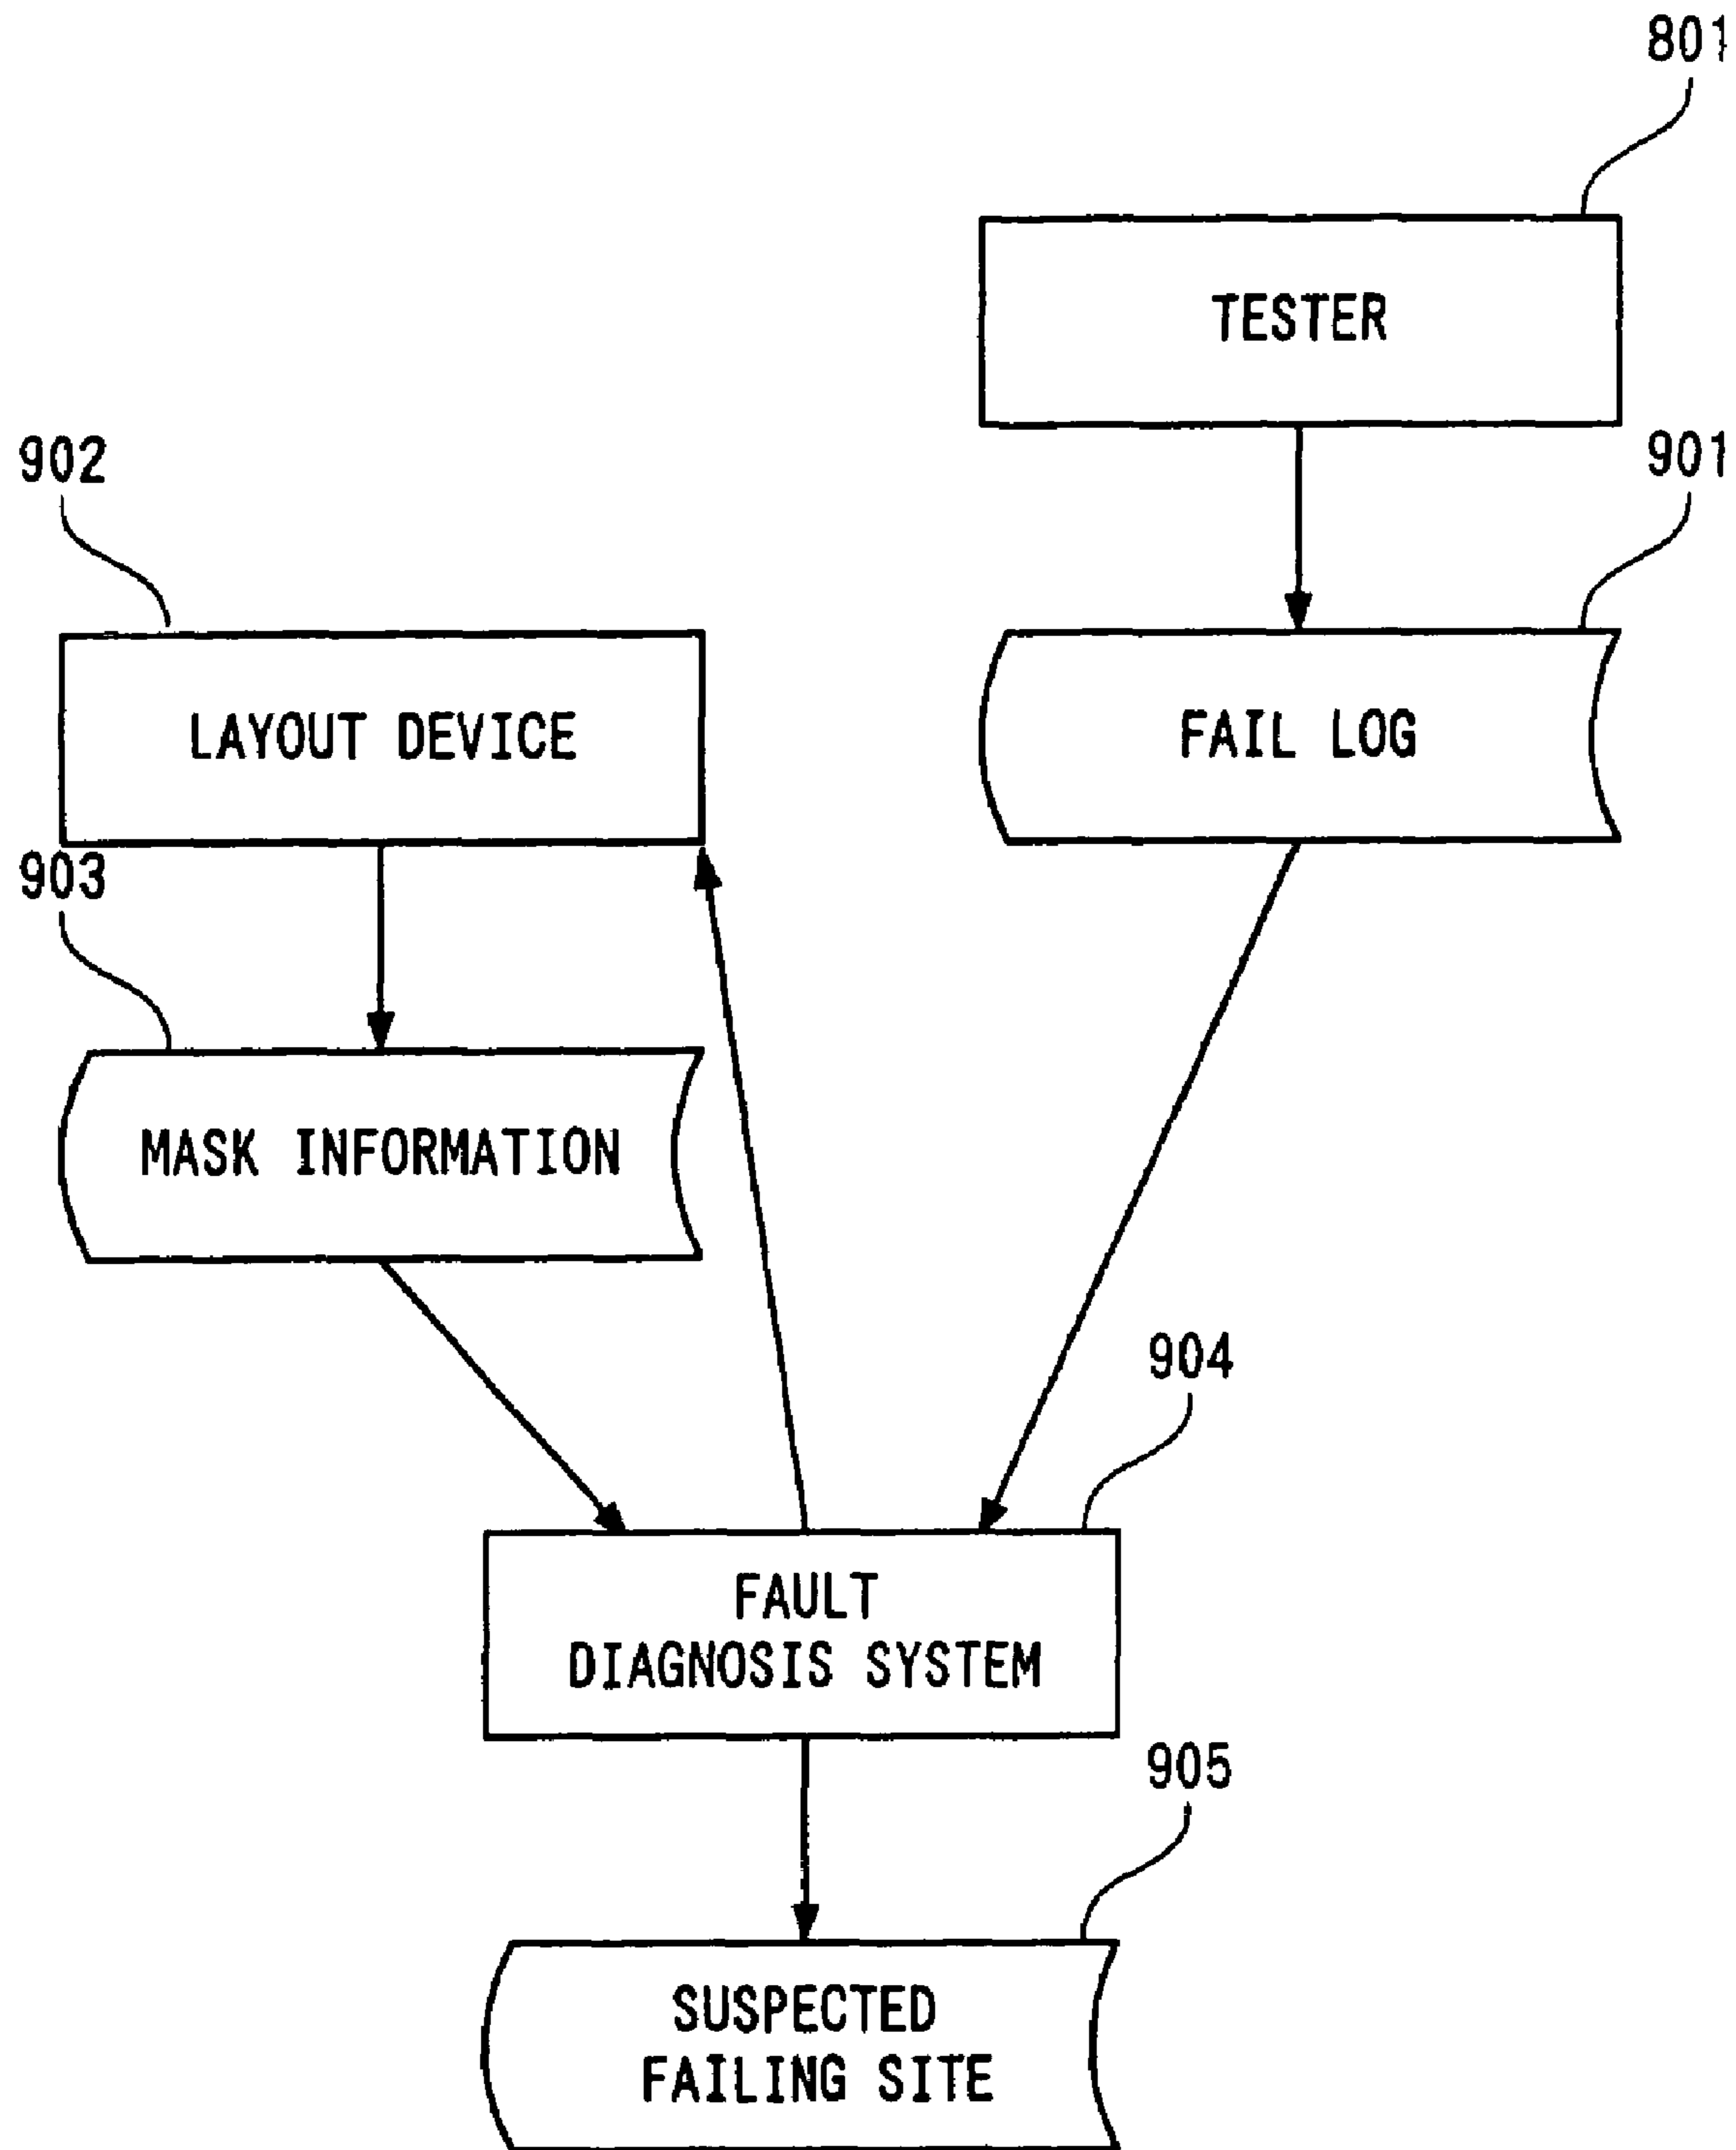 801
TESTER
902
901
LAYOUT DEVICE
FAIL LOG
903
MASK INFORMATION
904
FAULT
DIAGNOSIS SYSTEM
905
SUSPECTED
FAILING SITE